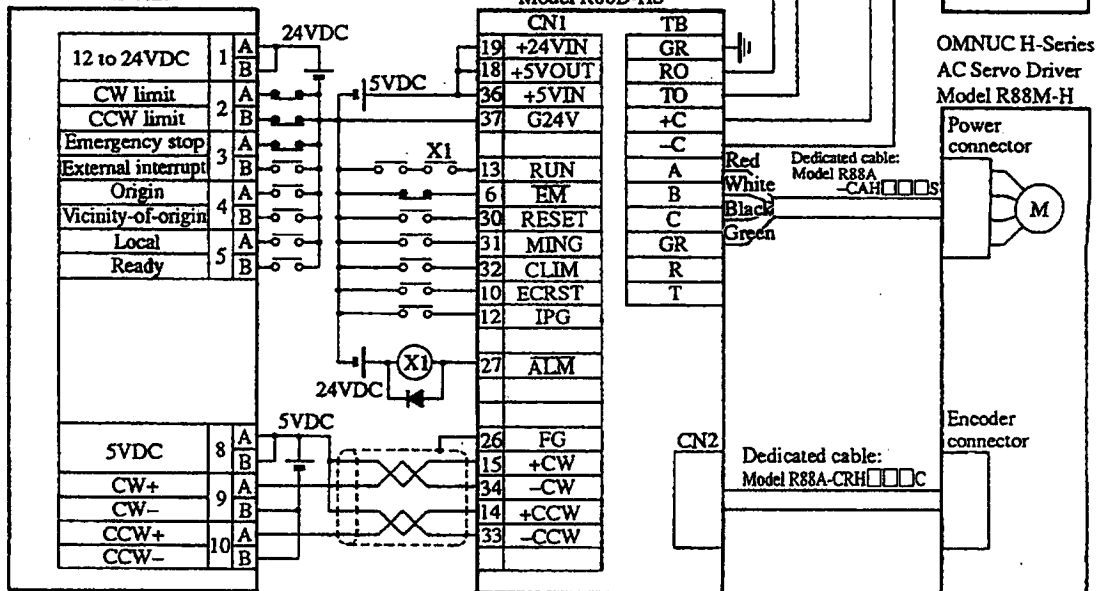 CN1
TB
24VDC
12 to 24VDC 1 A
B
CW limit 2 A
CCW limit B
Emergency stop 3 A
External interrupt B
Origin 4 A
Vicinity-of-origin B
Local 5 A
Ready B
5VDC
X1
X1
24VDC
5VDC
5VDC 8 A
B
CW+ 9 A
CW– B
CCW+ 10 A
CCW– B
19 +24VIN
18 +5VOUT
36 +5VIN
37 G24V
13 RUN
6 EM
30 RESET
31 MING
32 CLIM
10 ECRST
12 IPG
27 ALM
26 FG
15 +CW
34 –CW
14 +CCW
33 –CCW
GR
RO
TO
+C
–C
A
B
C
GR
R
T
Red
White
Black
Green
Dedicated cable:
Model R88A
-CAH□□□S
CN2
Dedicated cable:
Model R88A-CRH□□□C
OMNUC H-Series
AC Servo Driver
Model R88M-H
Power
connector
M
Encoder
connector